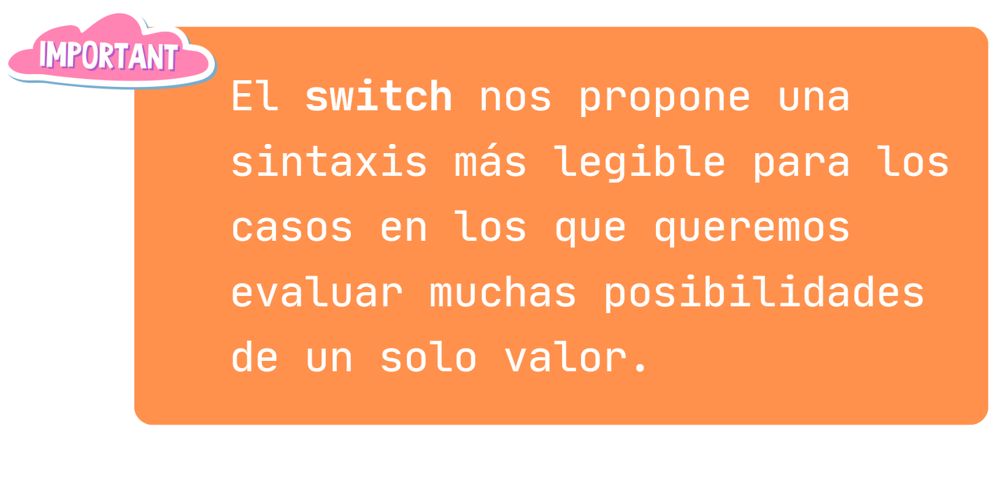 IMPORTANT
El switch nos propone una
sintaxis más legible para los
casos en los que queremos
evaluar muchas posibilidades
de un solo valor.